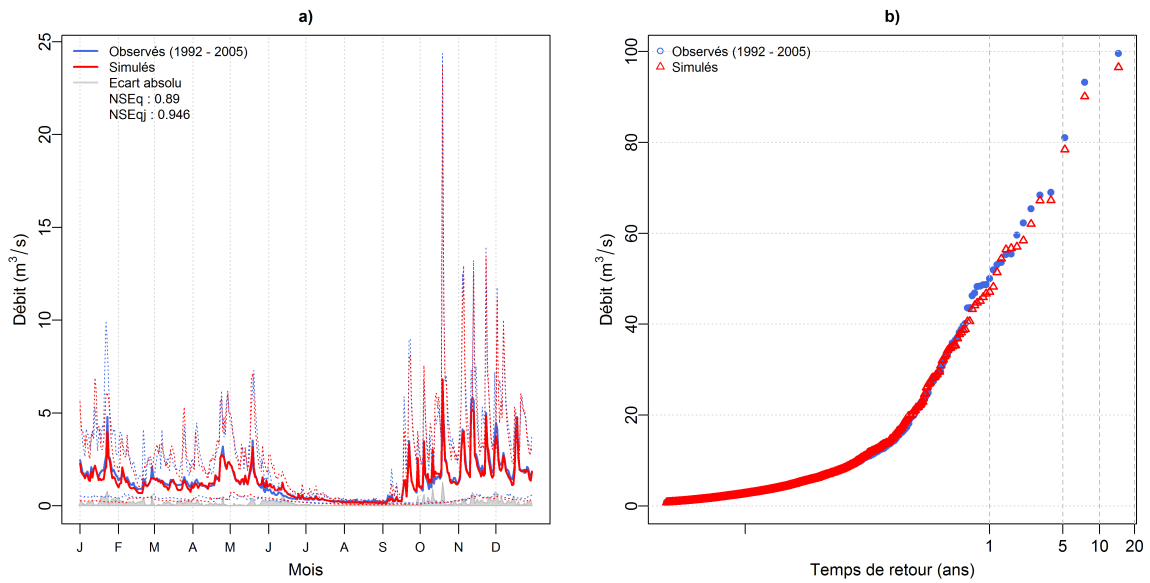 a)
Débit (m³/s)
25
20
15
10
5
0
Observés (1992 - 2005)
Simulés
Ecart absolu
NSEq : 0.89
NSEqj : 0.946
J F M A M J J A S O N D
Mois
b)
Débit (m³/s)
100
80
60
40
20
0
Observés (1992 - 2005)
Simulés
1 5 10 20
Temps de retour (ans)